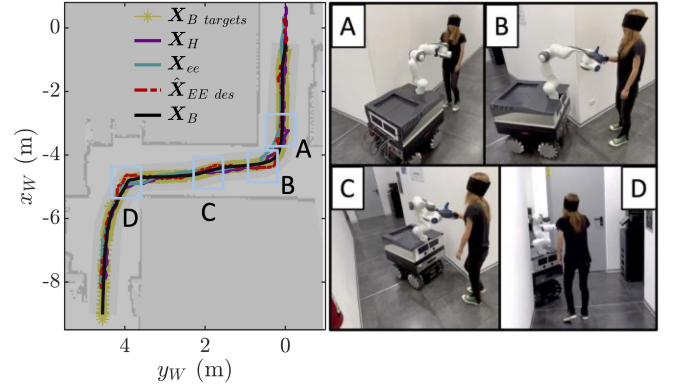 X_B targets
X_H
X_ee
X̂_EE des
X_B
0
-2
-4
-6
-8
x_W (m)
4
2
0
y_W (m)
A
B
C
D
A
B
C
D